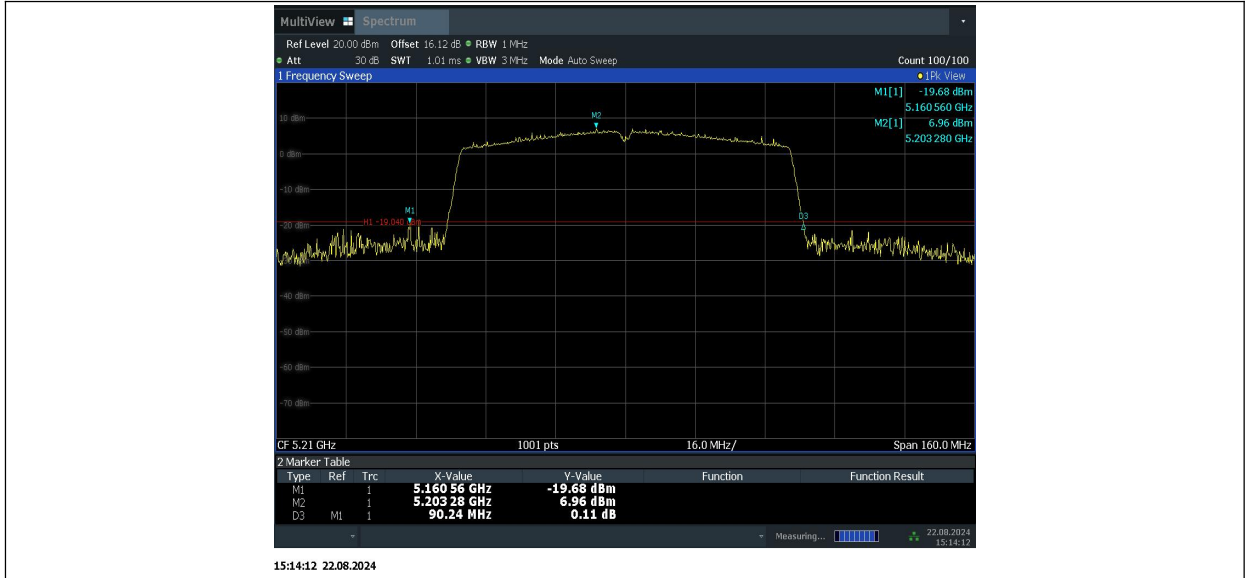 MultiView Spectrum
Ref Level 20.00 dBm Offset 16.12 dB RBW 1 MHz
Att 30 dB SWT 1.01 ms VBW 3 MHz Mode Auto Sweep Count 100/100
1 Frequency Sweep 1Pk View
M1[1] -19.68 dBm
5.160 560 GHz
M2[1] 6.96 dBm
5.203 280 GHz
M2
10 dBm
0 dBm
-10 dBm
M1
D3
H1 -19.040 dBm
-20 dBm
-40 dBm
-50 dBm
-60 dBm
-70 dBm
CF 5.21 GHz 1001 pts 16.0 MHz/ Span 160.0 MHz
2 Marker Table
Type Ref Trc X-Value Y-Value Function Function Result
M1 1 5.160 56 GHz -19.68 dBm
M2 1 5.203 28 GHz 6.96 dBm
D3 M1 1 90.24 MHz 0.11 dB
Measuring... 22.08.2024
15:14:12
15:14:12 22.08.2024